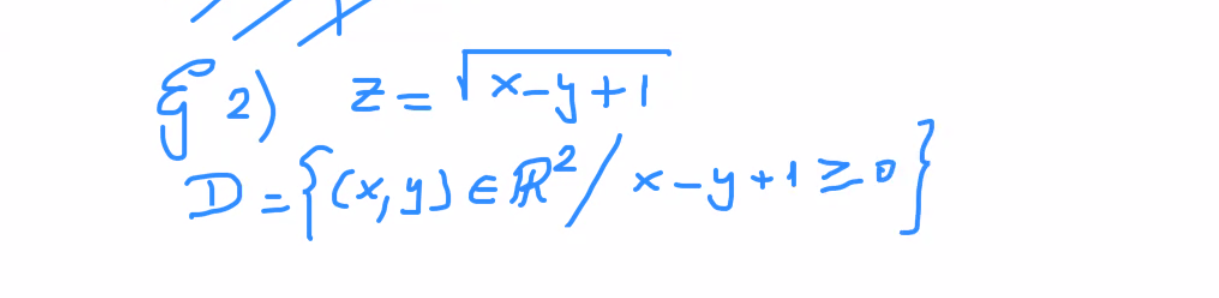 Ej 2) z = √(x-y+1)
D = {(x,y) ∈ ℝ² / x-y+1 ≥ 0}